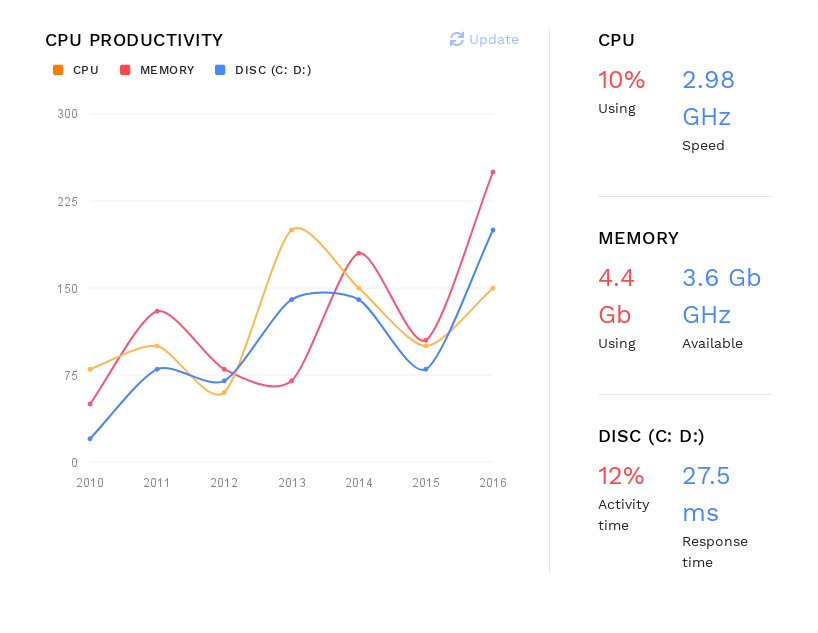 CPU PRODUCTIVITY
Update
CPU MEMORY DISC (C: D:)
300
225
150
75
0
2010 2011 2012 2013 2014 2015 2016
CPU
10%
Using
2.98
GHz
Speed
MEMORY
4.4
Gb
Using
3.6 Gb
GHz
Available
DISC (C: D:)
12%
Activity
time
27.5
ms
Response
time